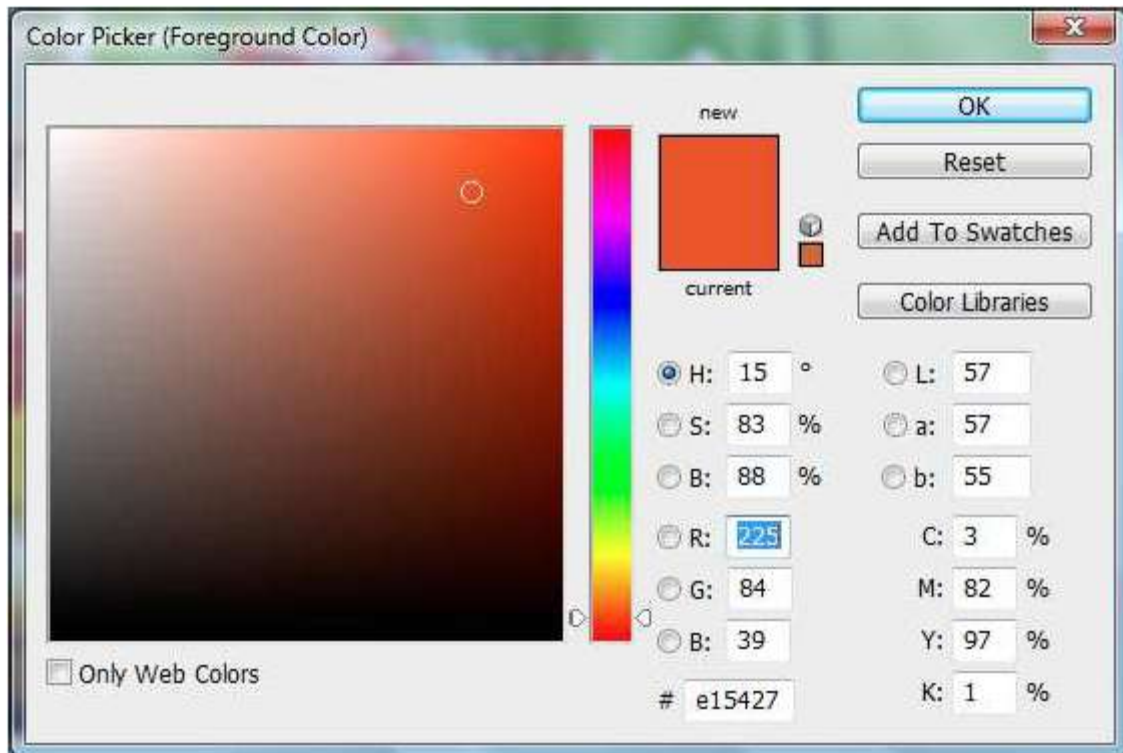 Color Picker (Foreground Color)
new
current
OK
Reset
Add To Swatches
Color Libraries
H: 15 °
S: 83 %
B: 88 %
R: 225
G: 84
B: 39
# e15427
L: 57
a: 57
b: 55
C: 3 %
M: 82 %
Y: 97 %
K: 1 %
Only Web Colors